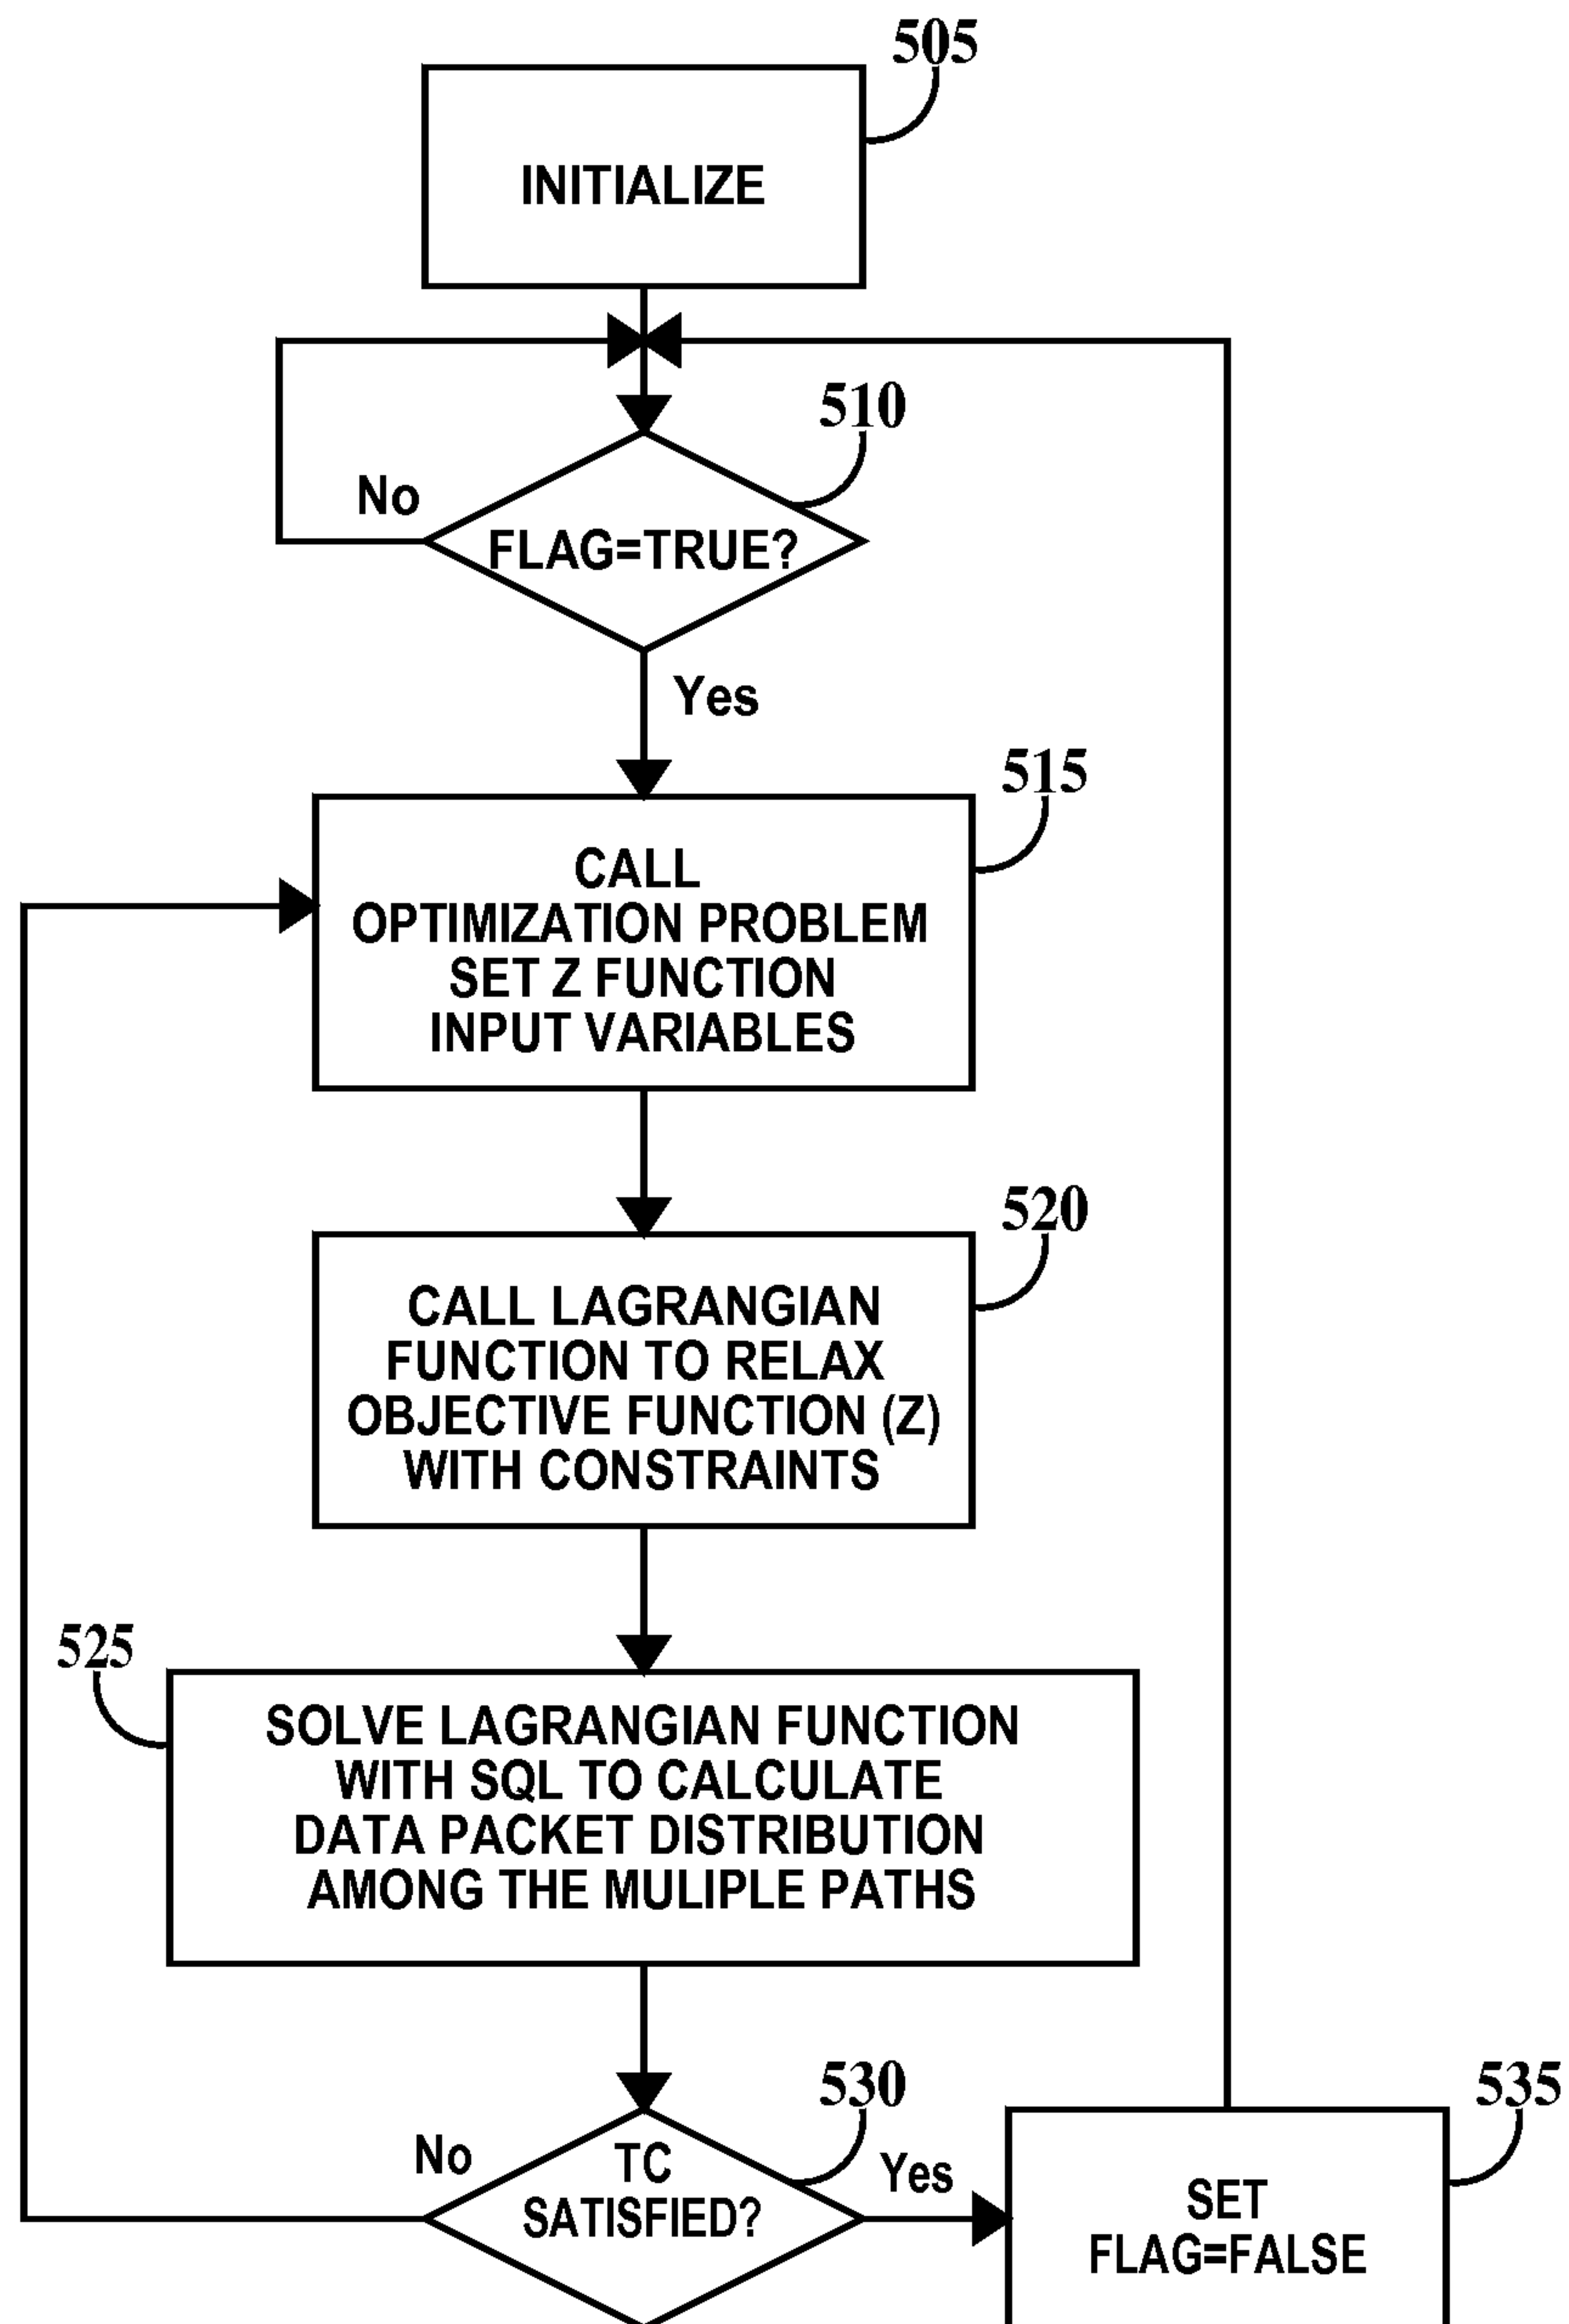 505
INITIALIZE
510
No
FLAG=TRUE?
Yes
515
CALL
OPTIMIZATION PROBLEM
SET Z FUNCTION
INPUT VARIABLES
520
CALL LAGRANGIAN
FUNCTION TO RELAX
OBJECTIVE FUNCTION (Z)
WITH CONSTRAINTS
525
SOLVE LAGRANGIAN FUNCTION
WITH SQL TO CALCULATE
DATA PACKET DISTRIBUTION
AMONG THE MULIPLE PATHS
530
No
TC
SATISFIED?
Yes
535
SET
FLAG=FALSE